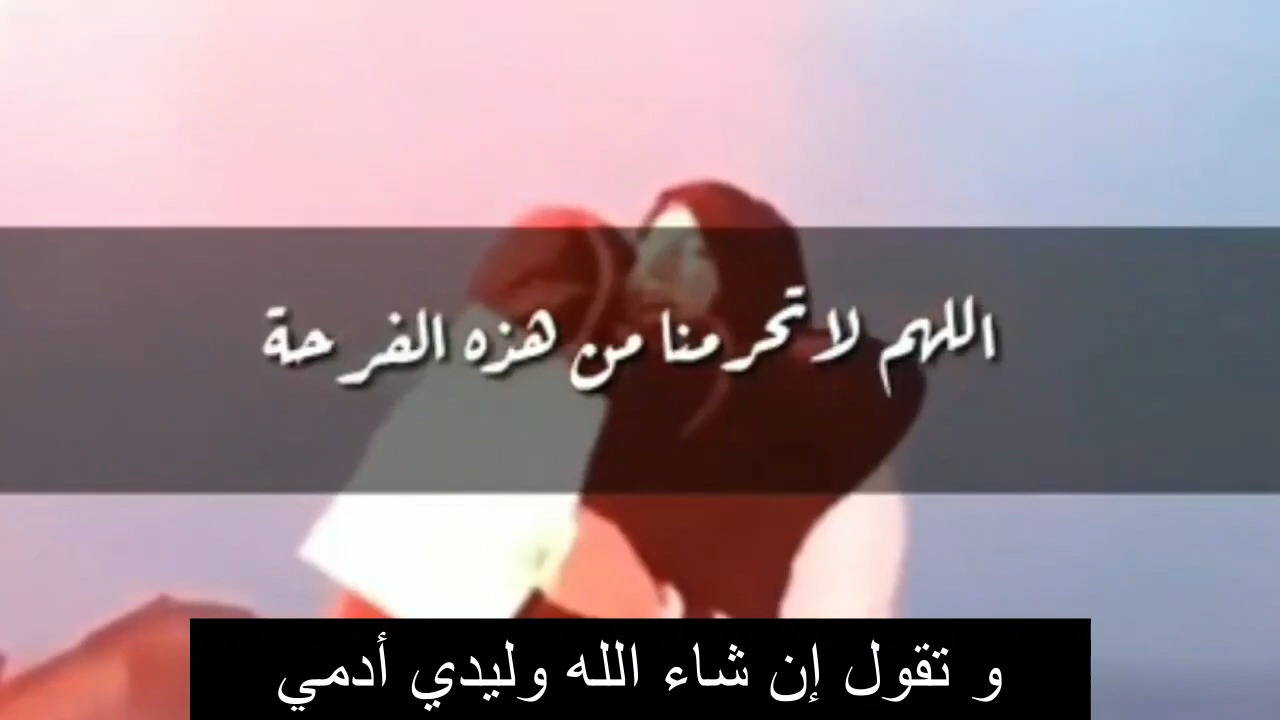 اللهم لا تحرمنا من هذه الفرحة
و تقول إن شاء الله وليدي أدمي